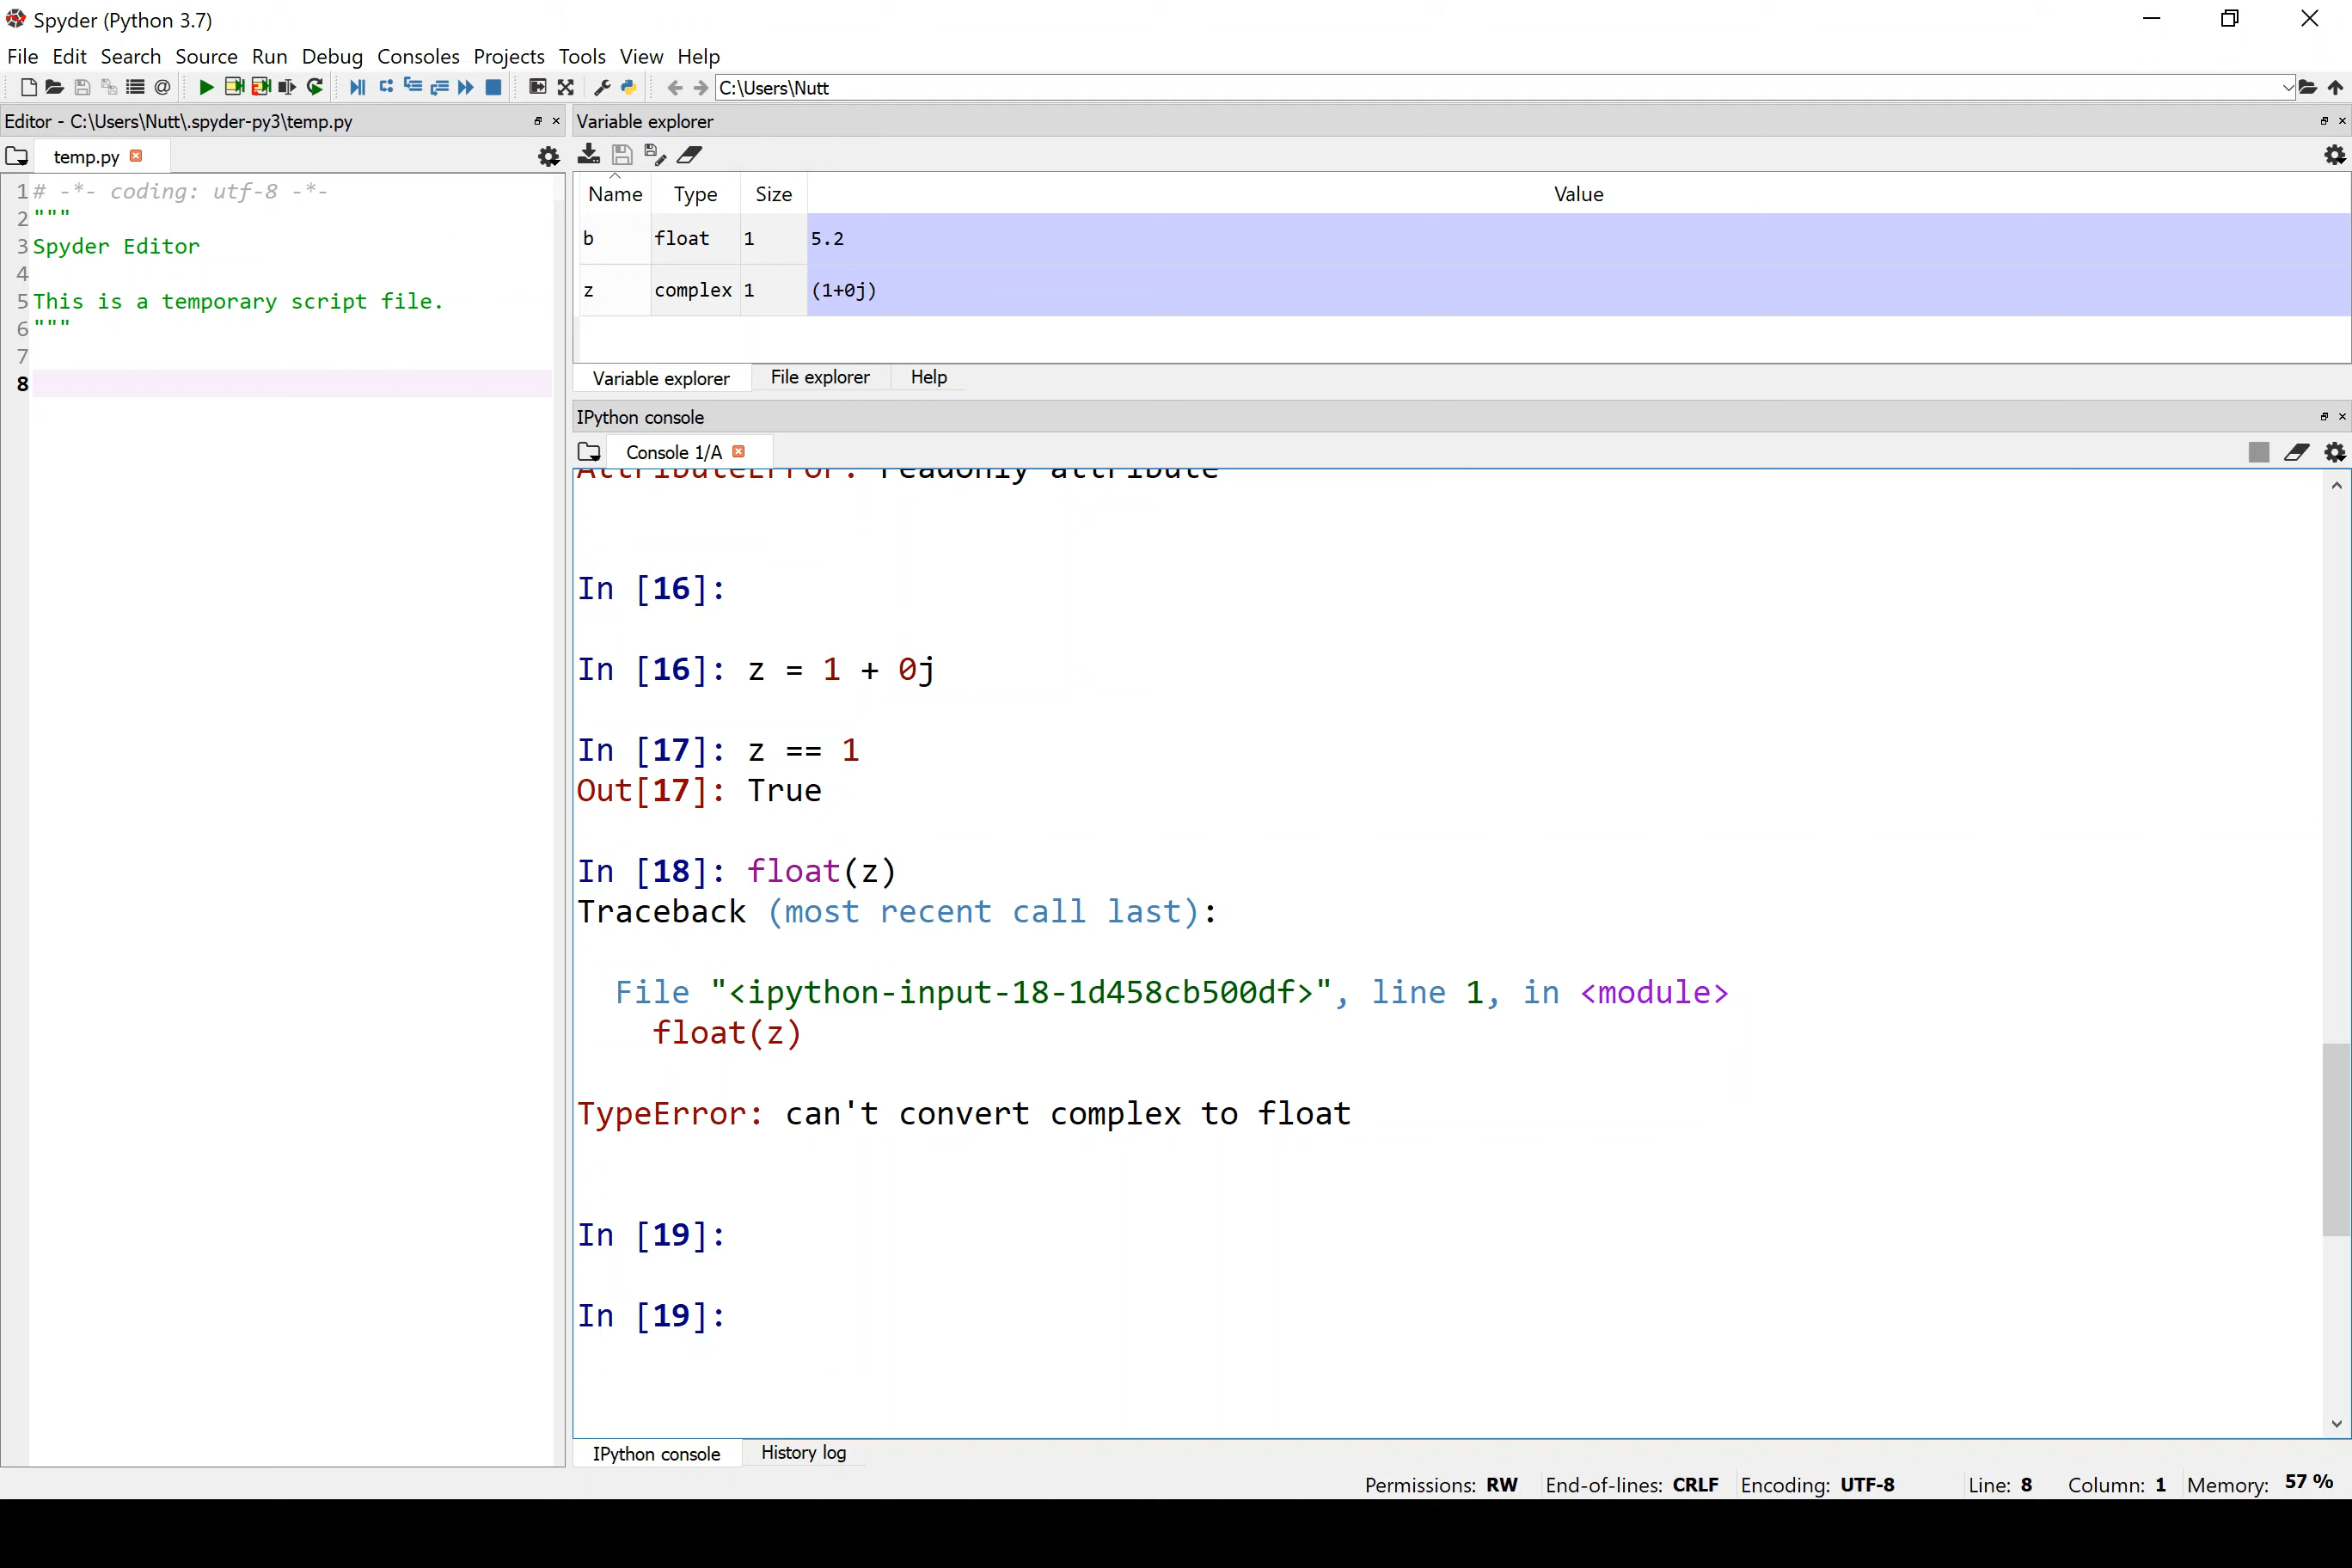 Spyder (Python 3.7)
File Edit Search Source Run Debug Consoles Projects Tools View Help
C:\Users\Nutt
Editor - C:\Users\Nutt\.spyder-py3\temp.py
temp.py
1 # -*- coding: utf-8 -*-
2 """
3 Spyder Editor
4
5 This is a temporary script file.
6 """
7
8
Variable explorer
Name Type Size Value
b float 1 5.2
z complex 1 (1+0j)
Variable explorer File explorer Help
IPython console
Console 1/A
AttributeError: readonly attribute
In [16]:
In [16]: z = 1 + 0j
In [17]: z == 1
Out[17]: True
In [18]: float(z)
Traceback (most recent call last):
File "<ipython-input-18-1d458cb500df>", line 1, in <module>
float(z)
TypeError: can't convert complex to float
In [19]:
In [19]:
IPython console History log
Permissions: RW End-of-lines: CRLF Encoding: UTF-8 Line: 8 Column: 1 Memory: 57 %